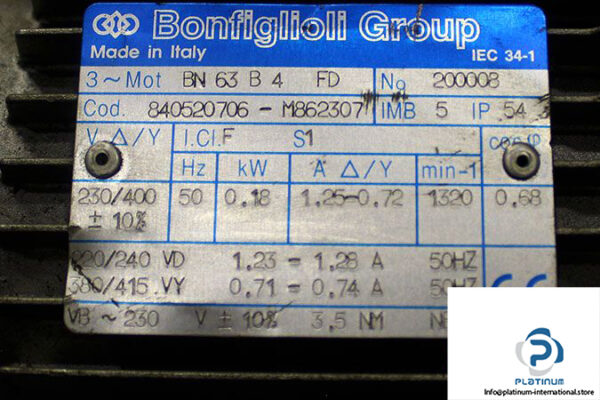 Bonfiglioli Group
Made in Italy IEC 34-1
3~Mot BN 63 B 4 FD No 200008
Cod. 840520706 - M862307 IMB 5 IP 54
V Δ/Y I.Cl.F S1 cos φ
Hz kW A Δ/Y min-1
230/400 50 0.18 1.25-0.72 1320 0.68
± 10%
220/240 VD 1.23 - 1.28 A 50HZ
380/415 VY 0.71 - 0.74 A 50HZ
VB ~ 230 V ± 10% 3,5 NM
CE
PLATINUM
Info@platinum-international.store